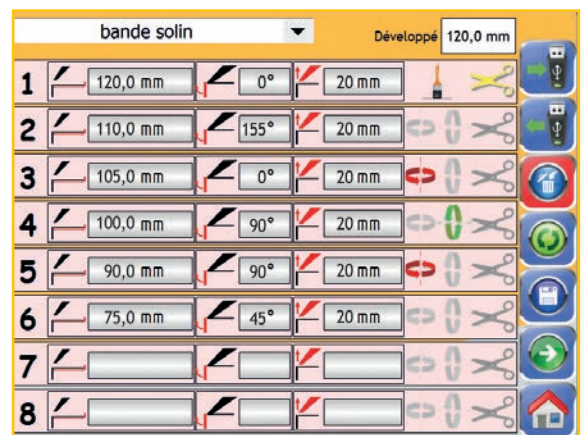 bande solin Développé 120,0 mm
1 120,0 mm 0° 20 mm
2 110,0 mm 155° 20 mm
3 105,0 mm 0° 20 mm
4 100,0 mm 90° 20 mm
5 90,0 mm 90° 20 mm
6 75,0 mm 45° 20 mm
7
8